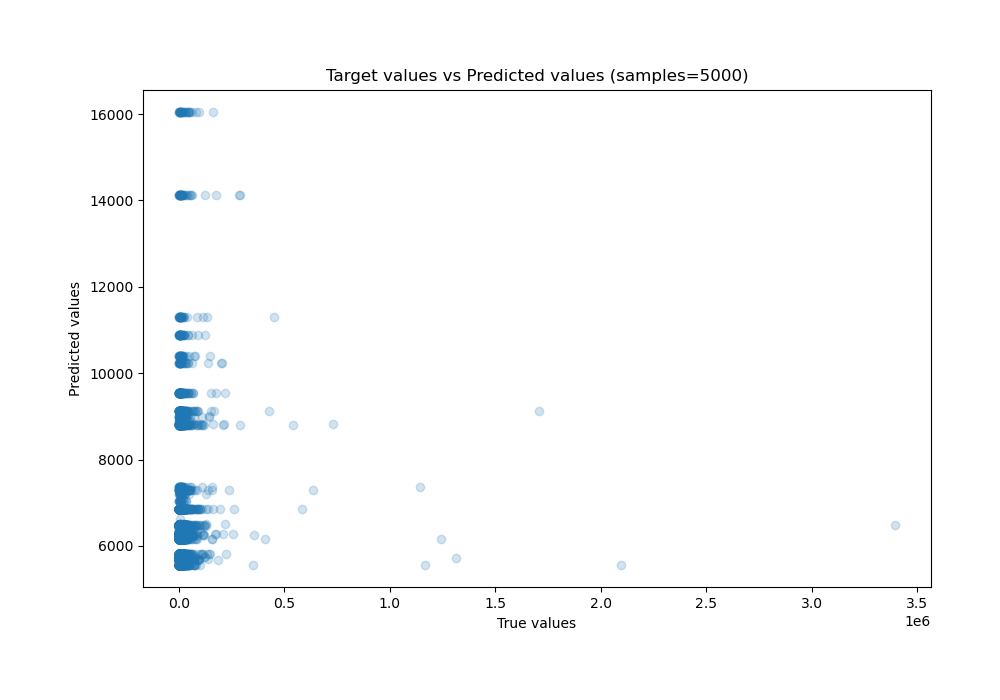 Target values vs Predicted values (samples=5000)
16000
14000
12000
10000
8000
6000
Predicted values
0.0 0.5 1.0 1.5 2.0 2.5 3.0 3.5
1e6
True values